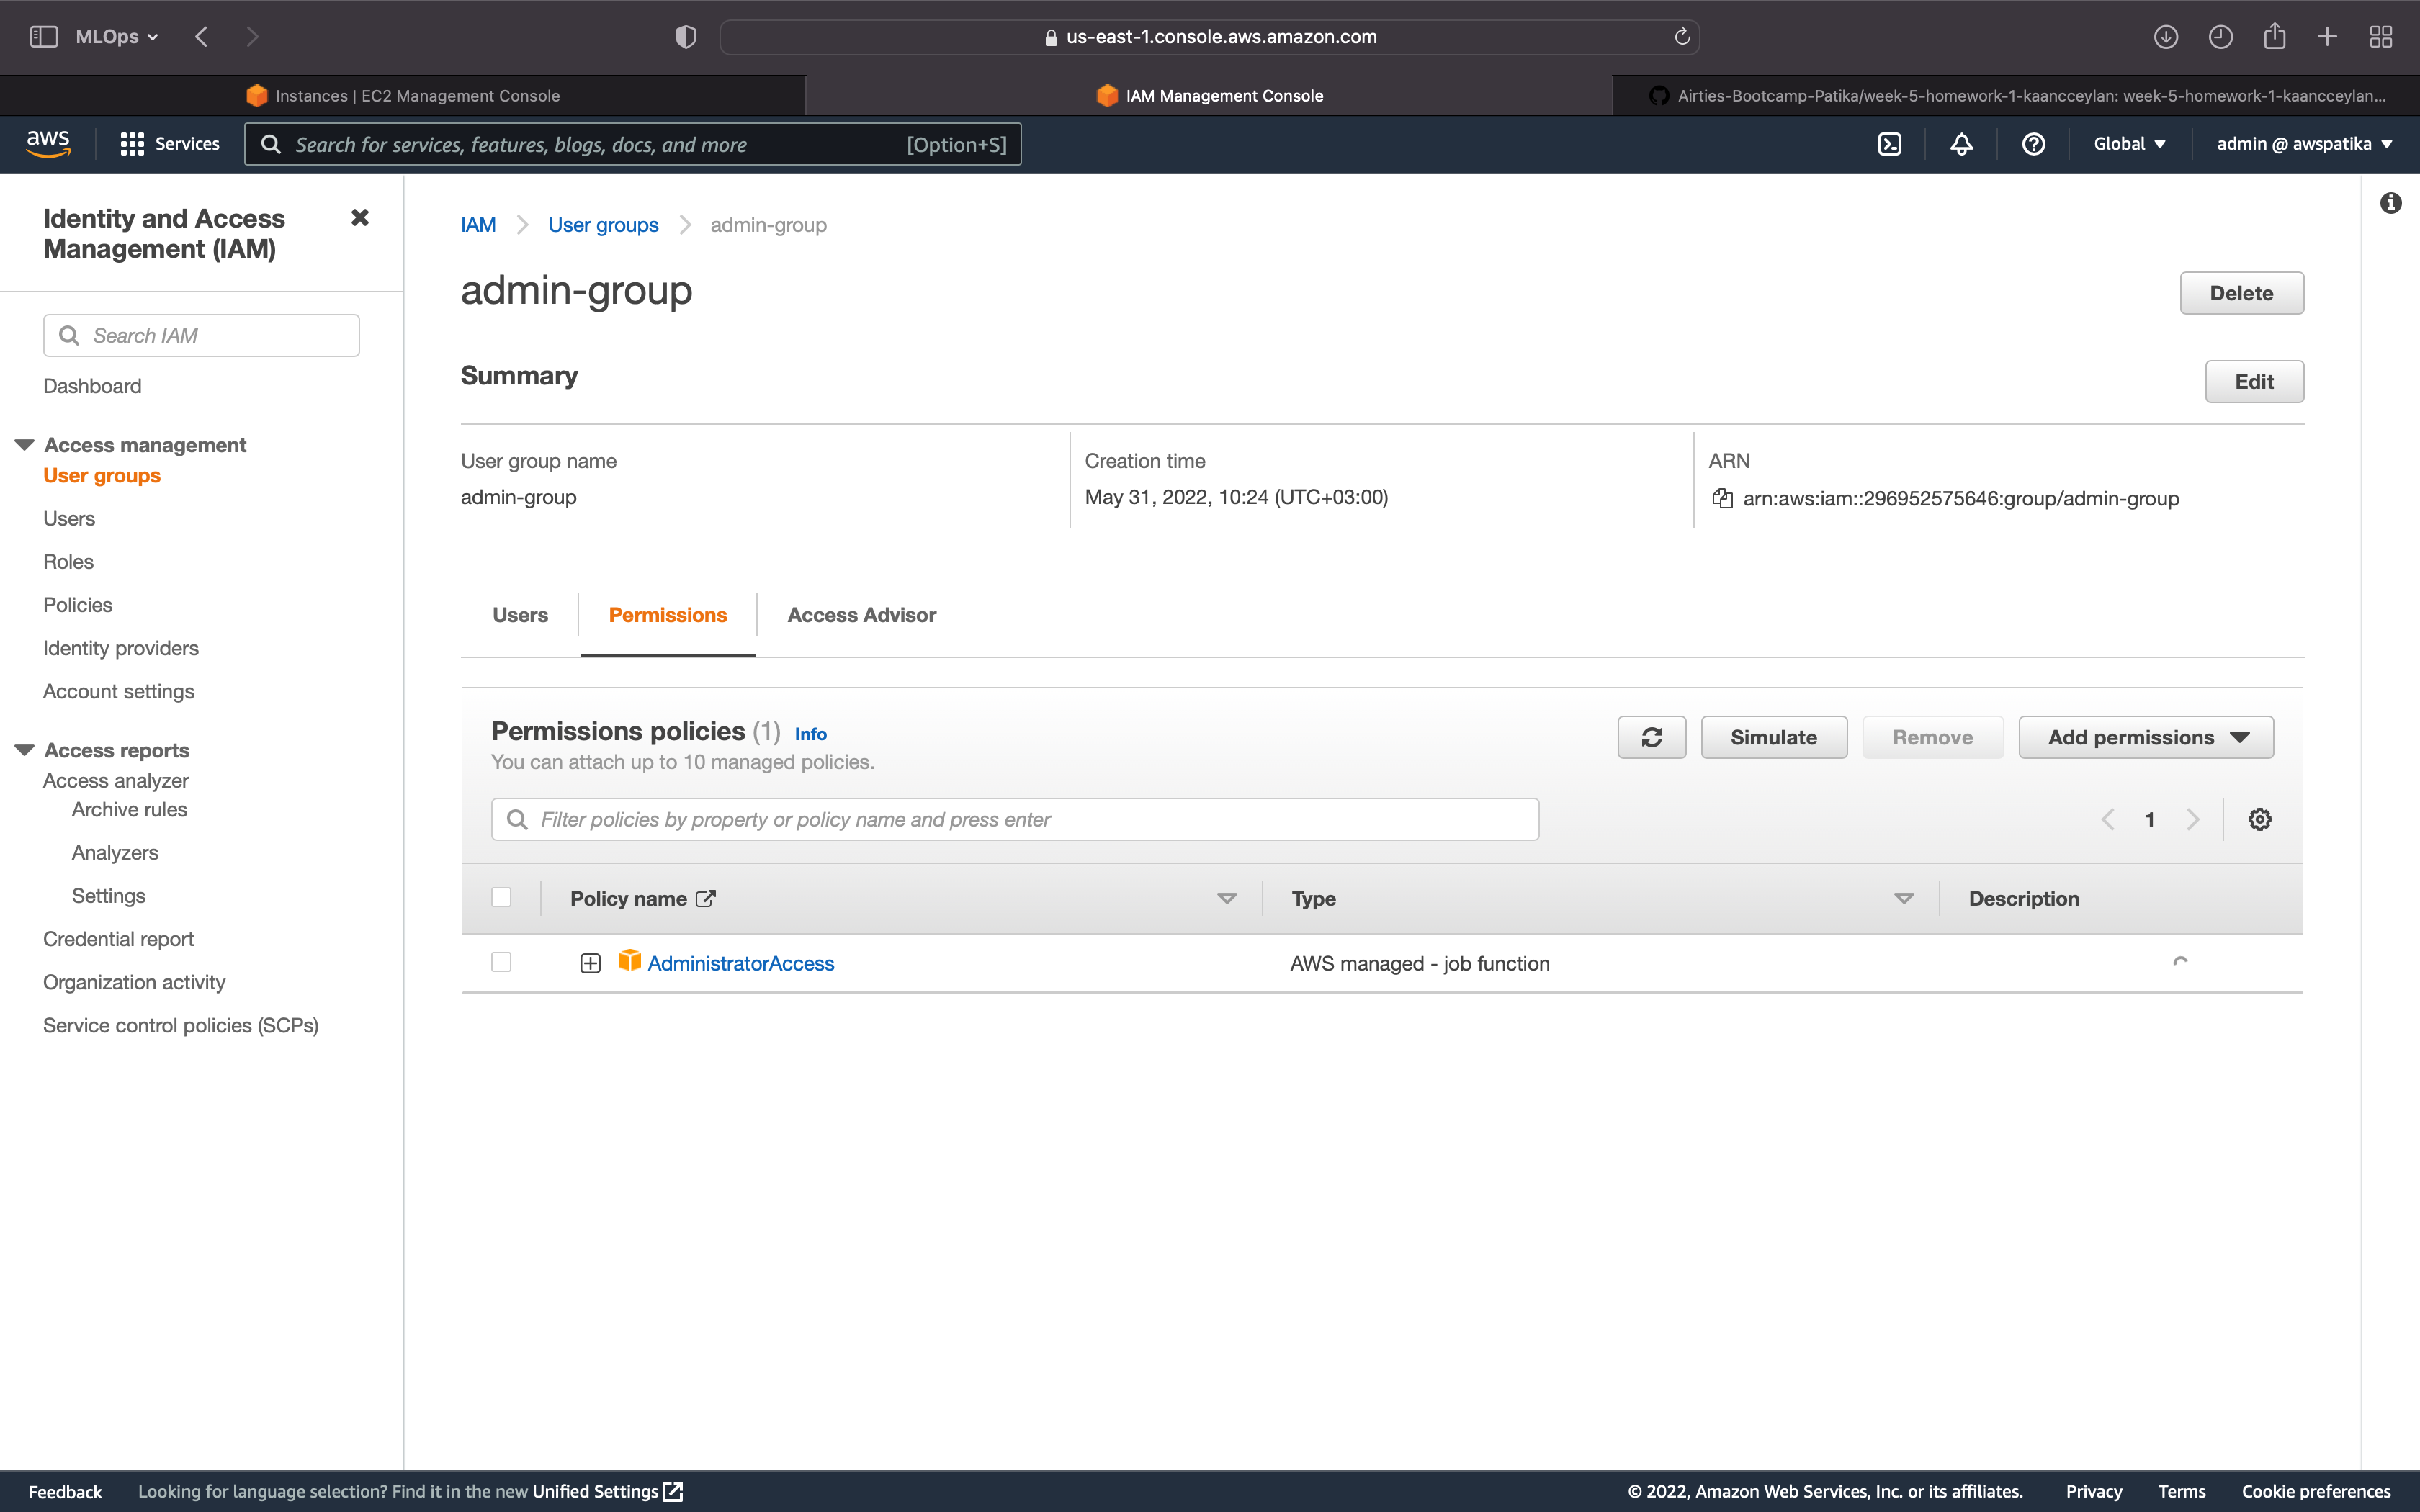 MLOps
us-east-1.console.aws.amazon.com
Instances | EC2 Management Console
IAM Management Console
Airties-Bootcamp-Patika/week-5-homework-1-kaancceylan: week-5-homework-1-kaancceylan...
aws
Services
Search for services, features, blogs, docs, and more
[Option+S]
Global
admin @ awspatika
Identity and Access
Management (IAM)
Search IAM
Dashboard
Access management
User groups
Users
Roles
Policies
Identity providers
Account settings
Access reports
Access analyzer
Archive rules
Analyzers
Settings
Credential report
Organization activity
Service control policies (SCPs)
IAM
User groups
admin-group
admin-group
Delete
Summary
Edit
User group name
admin-group
Creation time
May 31, 2022, 10:24 (UTC+03:00)
ARN
arn:aws:iam::296952575646:group/admin-group
Users
Permissions
Access Advisor
Permissions policies (1) Info
You can attach up to 10 managed policies.
Simulate
Remove
Add permissions
Filter policies by property or policy name and press enter
1
Policy name
Type
Description
AdministratorAccess
AWS managed - job function
Feedback
Looking for language selection? Find it in the new Unified Settings
© 2022, Amazon Web Services, Inc. or its affiliates.
Privacy
Terms
Cookie preferences